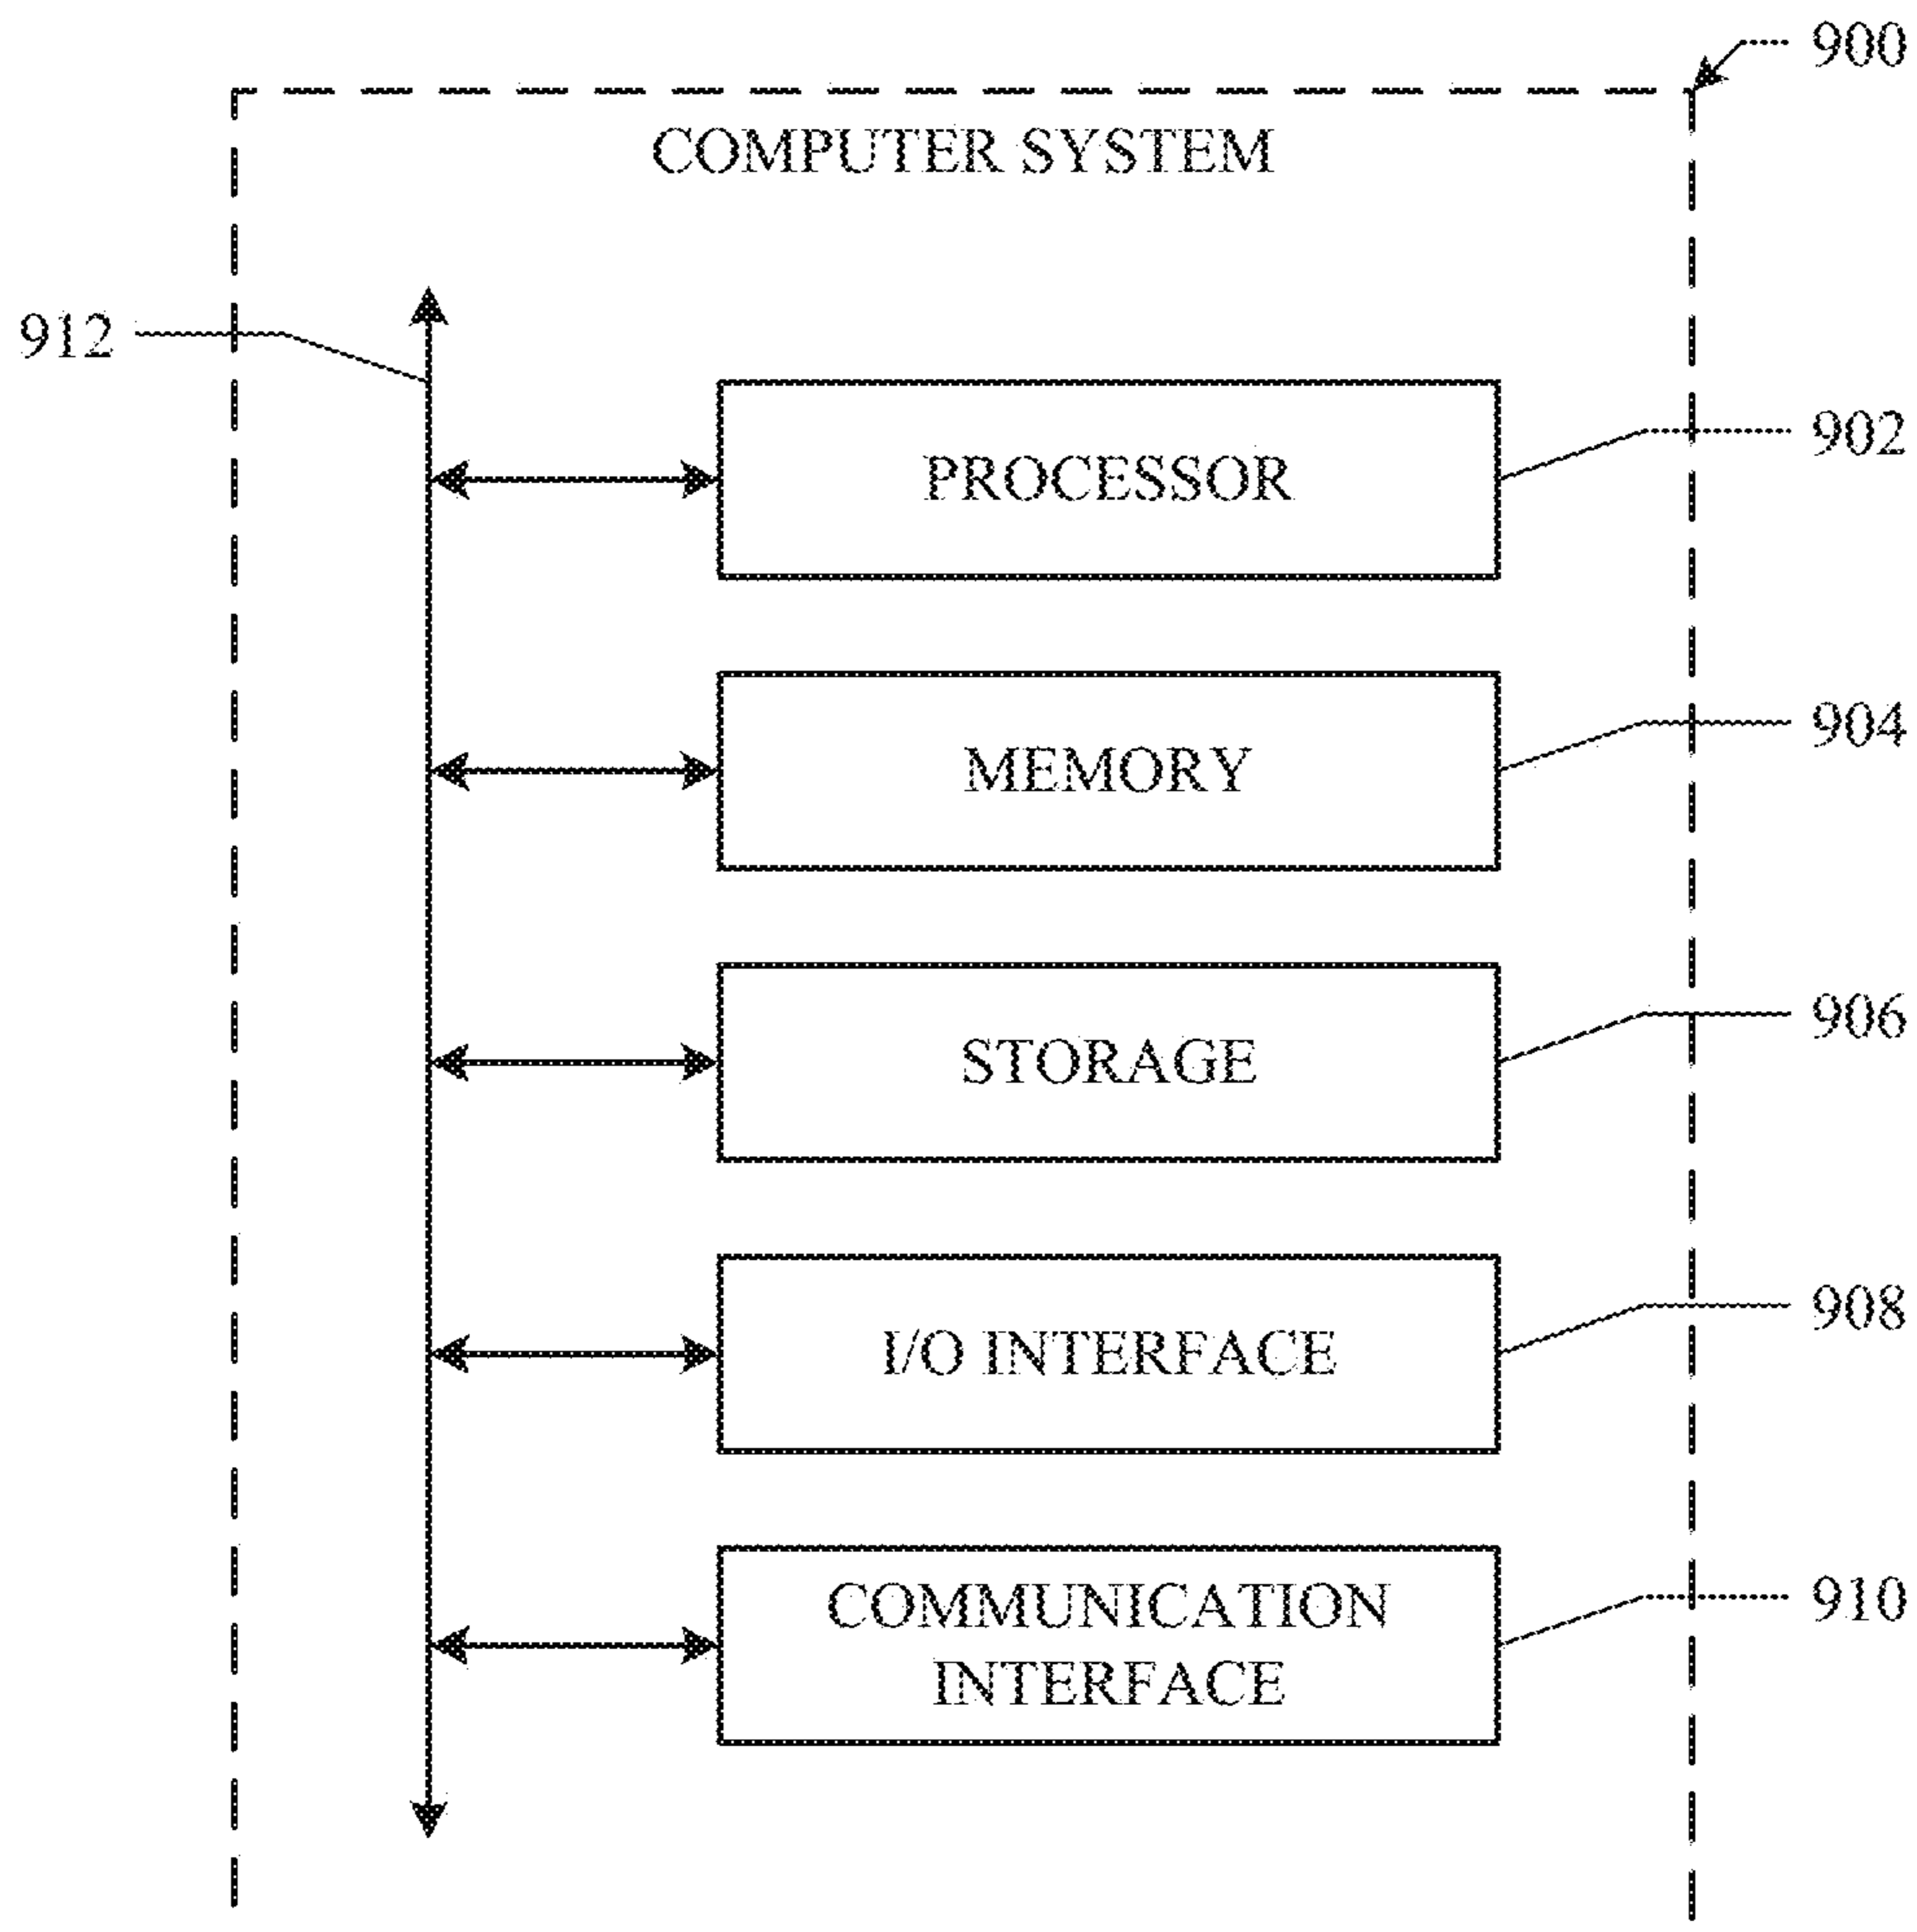 900
COMPUTER SYSTEM
912
PROCESSOR
902
MEMORY
904
STORAGE
906
I/O INTERFACE
908
COMMUNICATION
INTERFACE
910